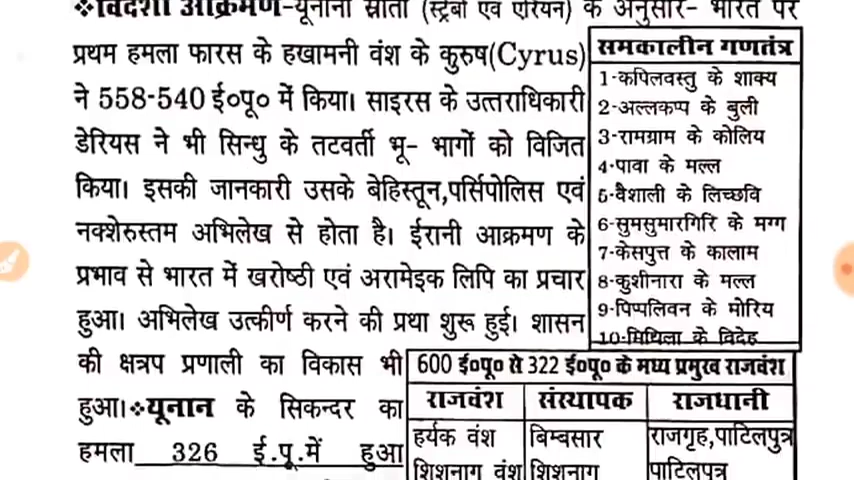 ❖विदेशी आक्रमण-यूनानी स्रोतों (स्ट्रैबो एवं एरियन) के अनुसार- भारत पर
प्रथम हमला फारस के हखामनी वंश के कुरुष(Cyrus)
ने 558-540 ई०पू० में किया। साइरस के उत्तराधिकारी
डेरियस ने भी सिन्धु के तटवर्ती भू- भागों को विजित
किया। इसकी जानकारी उसके बेहिस्तून,पर्सिपोलिस एवं
नक्शेरुस्तम अभिलेख से होता है। ईरानी आक्रमण के
प्रभाव से भारत में खरोष्ठी एवं अरामेइक लिपि का प्रचार
हुआ। अभिलेख उत्कीर्ण करने की प्रथा शुरू हुई। शासन
की क्षत्रप प्रणाली का विकास भी
हुआ।❖यूनान के सिकन्दर का
हमला 326 ई.पू.में हुआ
समकालीन गणतंत्र
1-कपिलवस्तु के शाक्य
2-अल्लकप्प के बुली
3-रामग्राम के कोलिय
4-पावा के मल्ल
5-वैशाली के लिच्छवि
6-सुमसुमारगिरि के मग्ग
7-केसपुत्त के कालाम
8-कुशीनारा के मल्ल
9-पिप्पलिवन के मोरिय
10-मिथिला के विदेह
600 ई०पू० से 322 ई०पू० के मध्य प्रमुख राजवंश
राजवंश संस्थापक राजधानी
हर्यक वंश बिम्बसार राजगृह,पाटिलपुत्र
शिशुनाग वंश शिशुनाग पाटिलपुत्र